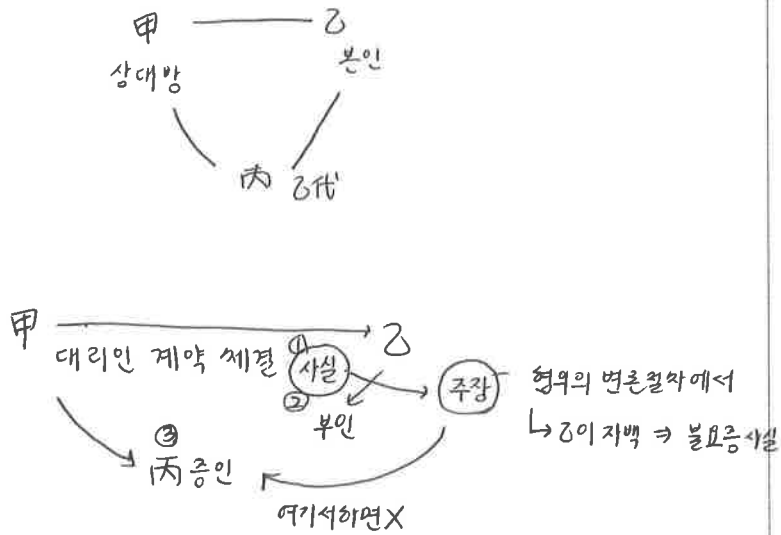 甲 乙
상대방 본인
丙 乙代
甲 乙
대리인 계약 체결 ① 사실 주장 협의의 변론절차에서
② 부인 ↳ 乙이 자백 ⇒ 불요증사실
③
丙 증인
여기서하면 X